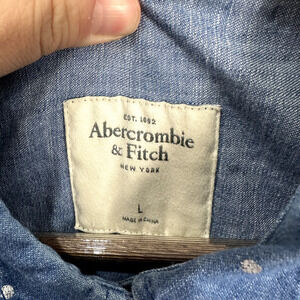 EST. 1892
Abercrombie
& Fitch
NEW YORK
L
MADE IN CHINA